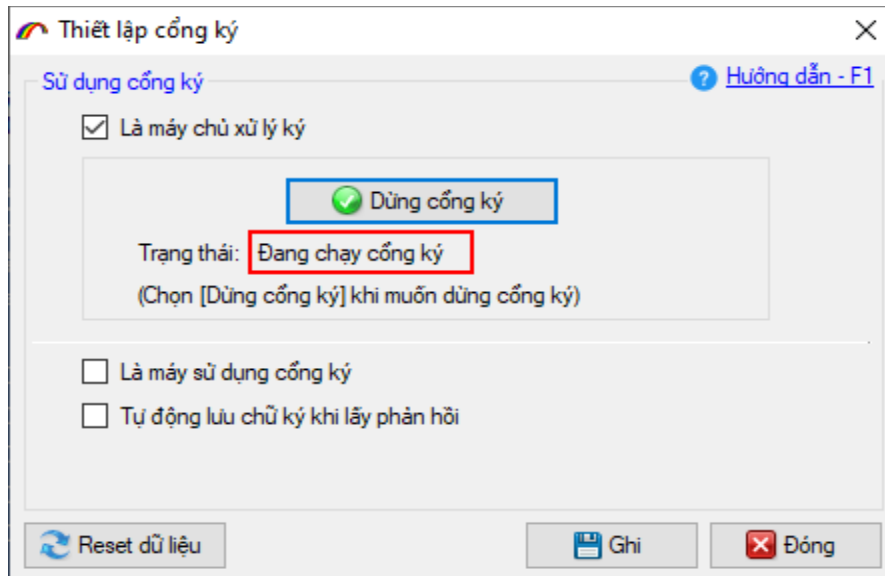 Thiết lập cổng ký
Sử dụng cổng ký
Hướng dẫn - F1
Là máy chủ xử lý ký
Dừng cổng ký
Trạng thái: Đang chạy cổng ký
(Chọn [Dừng cổng ký] khi muốn dừng cổng ký)
Là máy sử dụng cổng ký
Tự động lưu chữ ký khi lấy phản hồi
Reset dữ liệu
Ghi
Đóng